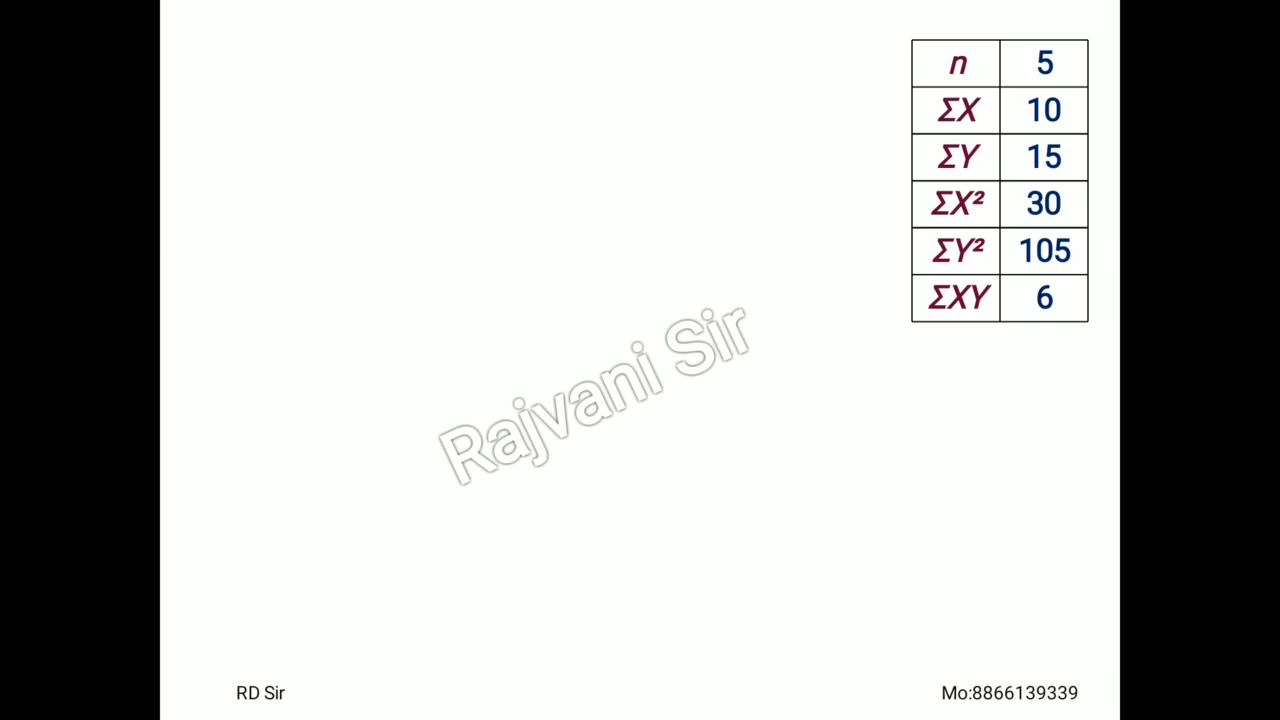 n 5
ΣX 10
ΣY 15
ΣX² 30
ΣY² 105
ΣXY 6
Rajvani Sir
RD Sir
Mo:8866139339